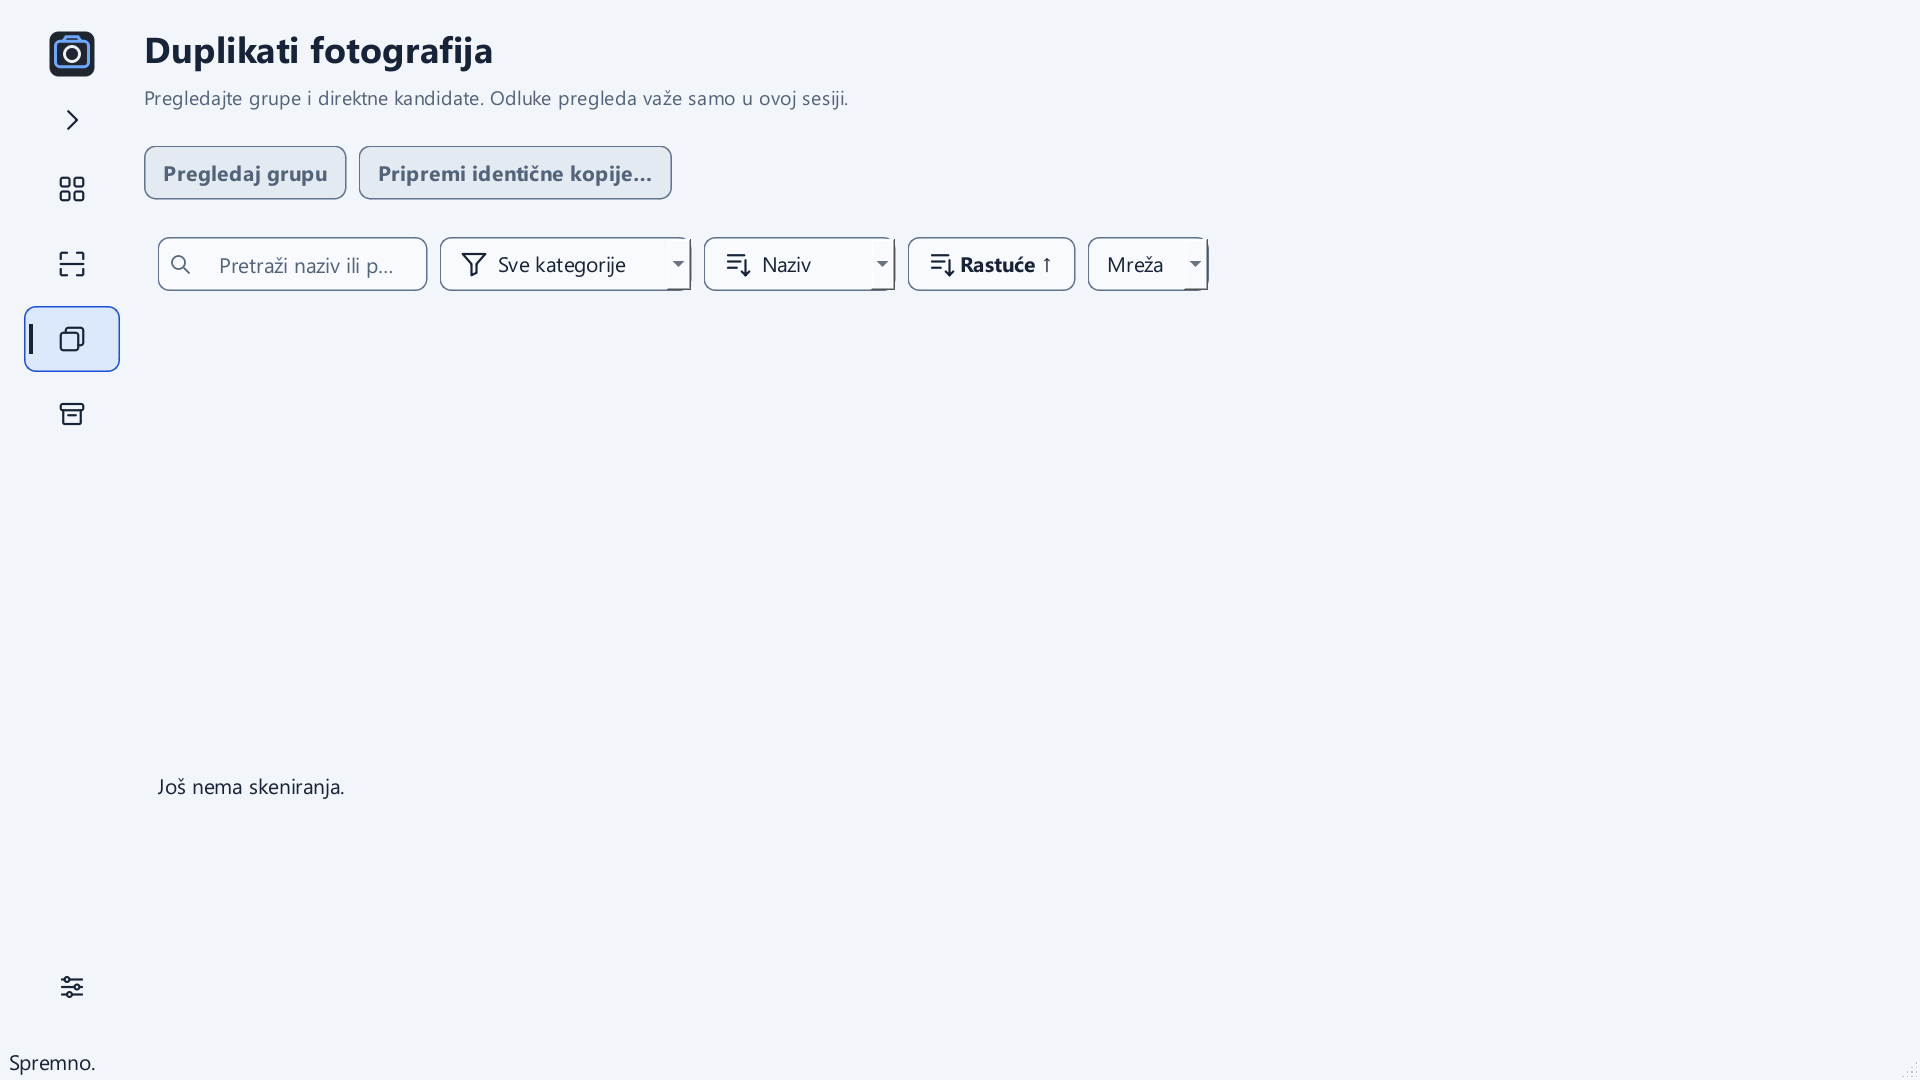 Duplikati fotografija
Pregledajte grupe i direktne kandidate. Odluke pregleda važe samo u ovoj sesiji.
Pregledaj grupu
Pripremi identične kopije...
Pretraži naziv ili p...
Sve kategorije
Naziv
Rastuće ↑
Mreža
Još nema skeniranja.
Spremno.